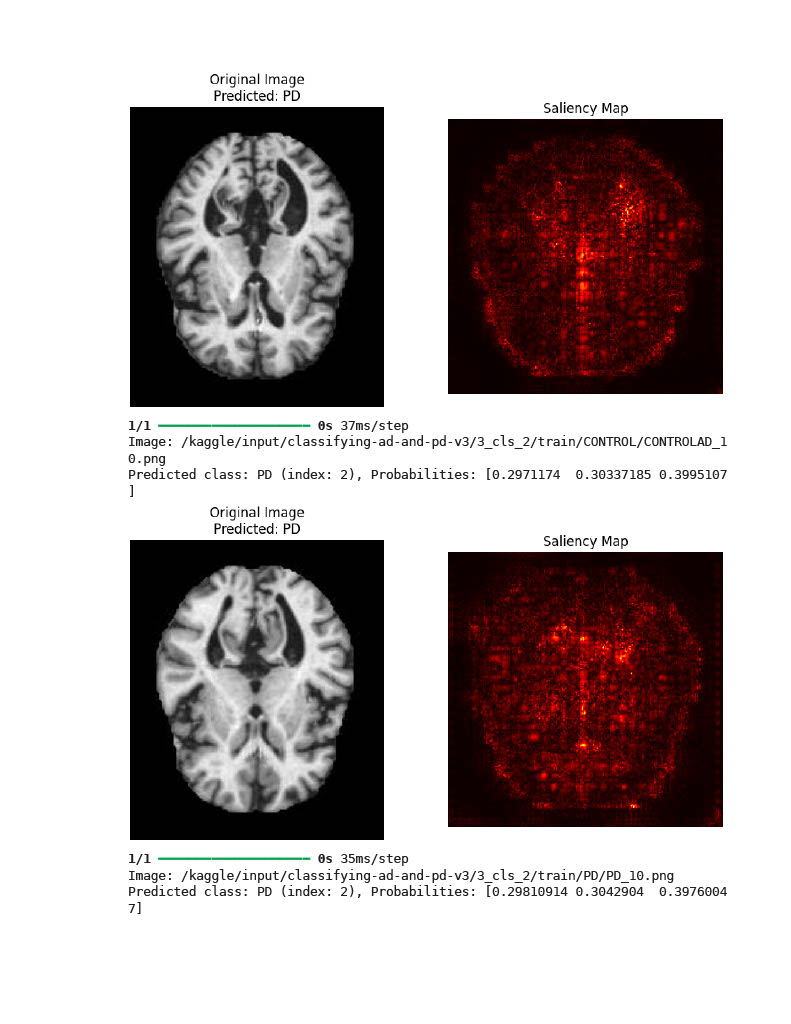 Original Image
Predicted: PD
Saliency Map
1/1 ━━━━━━━━━━━━━━━━━━━━ 0s 37ms/step
Image: /kaggle/input/classifying-ad-and-pd-v3/3_cls_2/train/CONTROL/CONTROLAD_1
0.png
Predicted class: PD (index: 2), Probabilities: [0.2971174  0.30337185 0.3995107
]
Original Image
Predicted: PD
Saliency Map
1/1 ━━━━━━━━━━━━━━━━━━━━ 0s 35ms/step
Image: /kaggle/input/classifying-ad-and-pd-v3/3_cls_2/train/PD/PD_10.png
Predicted class: PD (index: 2), Probabilities: [0.29810914 0.3042904  0.3976004
7]